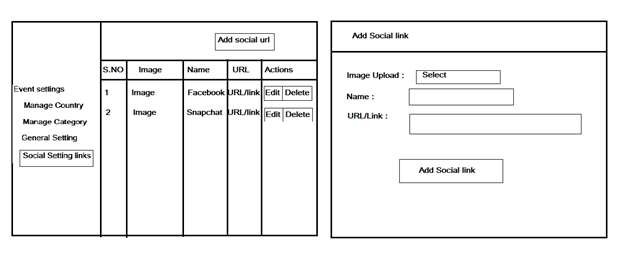 Add social url
S.NO Image Name URL Actions
Event settings
1 Image Facebook URL/link Edit Delete
Manage Country
2 Image Snapchat URL/link Edit Delete
Manage Category
General Setting
Social Setting links
Add Social link
Image Upload : Select
Name :
URL/Link :
Add Social link